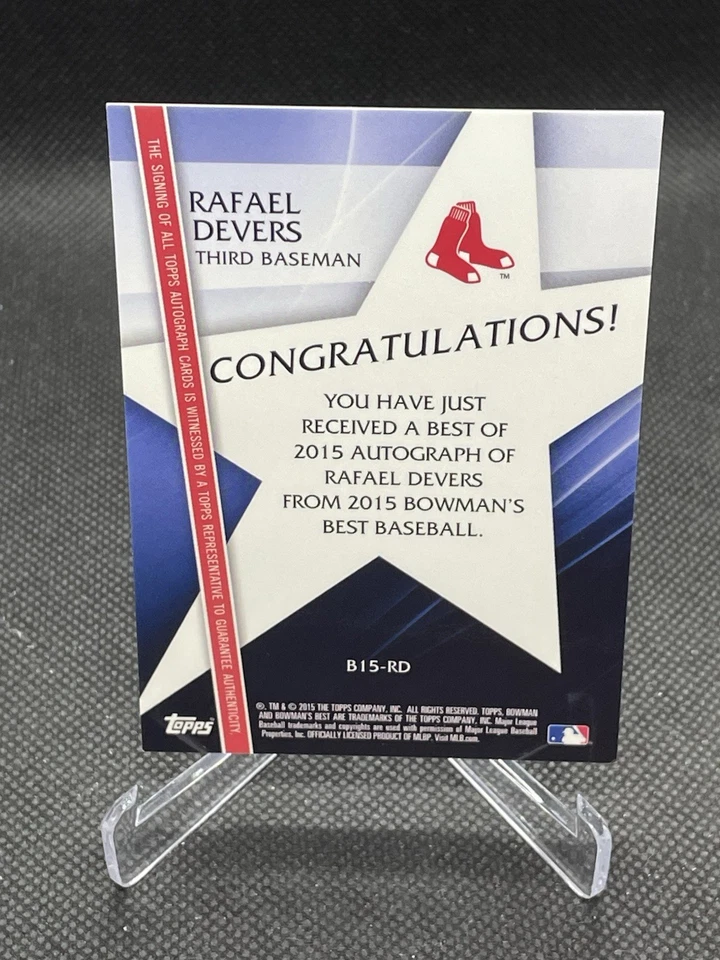 THE SIGNING OF ALL TOPPS AUTOGRAPH CARDS IS WITNESSED BY A TOPPS REPRESENTATIVE TO GUARANTEE AUTHENTICITY.
RAFAEL
DEVERS
THIRD BASEMAN
TM
CONGRATULATIONS!
YOU HAVE JUST
RECEIVED A BEST OF
2015 AUTOGRAPH OF
RAFAEL DEVERS
FROM 2015 BOWMAN'S
BEST BASEBALL.
B15-RD
topps
®, TM & © 2015 THE TOPPS COMPANY, INC. ALL RIGHTS RESERVED. TOPPS, BOWMAN
AND BOWMAN'S BEST ARE TRADEMARKS OF THE TOPPS COMPANY, INC. Major League
Baseball trademarks and copyrights are used with permission of Major League Baseball
Properties, Inc. OFFICIALLY LICENSED PRODUCT OF MLBP. Visit MLB.com.